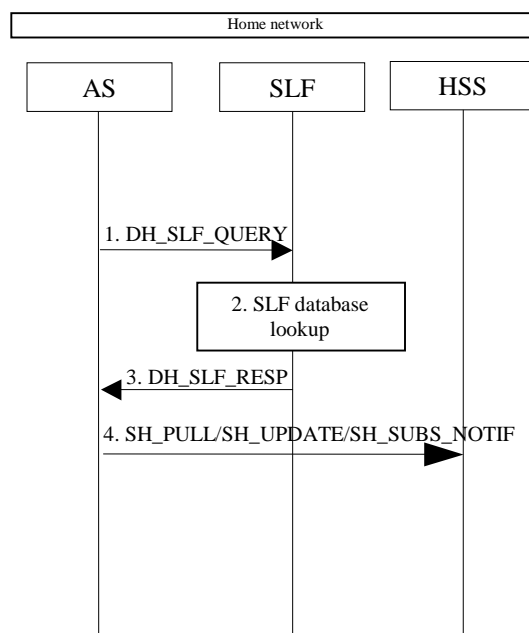 Home network
AS
SLF
HSS
1. DH_SLF_QUERY
2. SLF database
lookup
3. DH_SLF_RESP
4. SH_PULL/SH_UPDATE/SH_SUBS_NOTIF